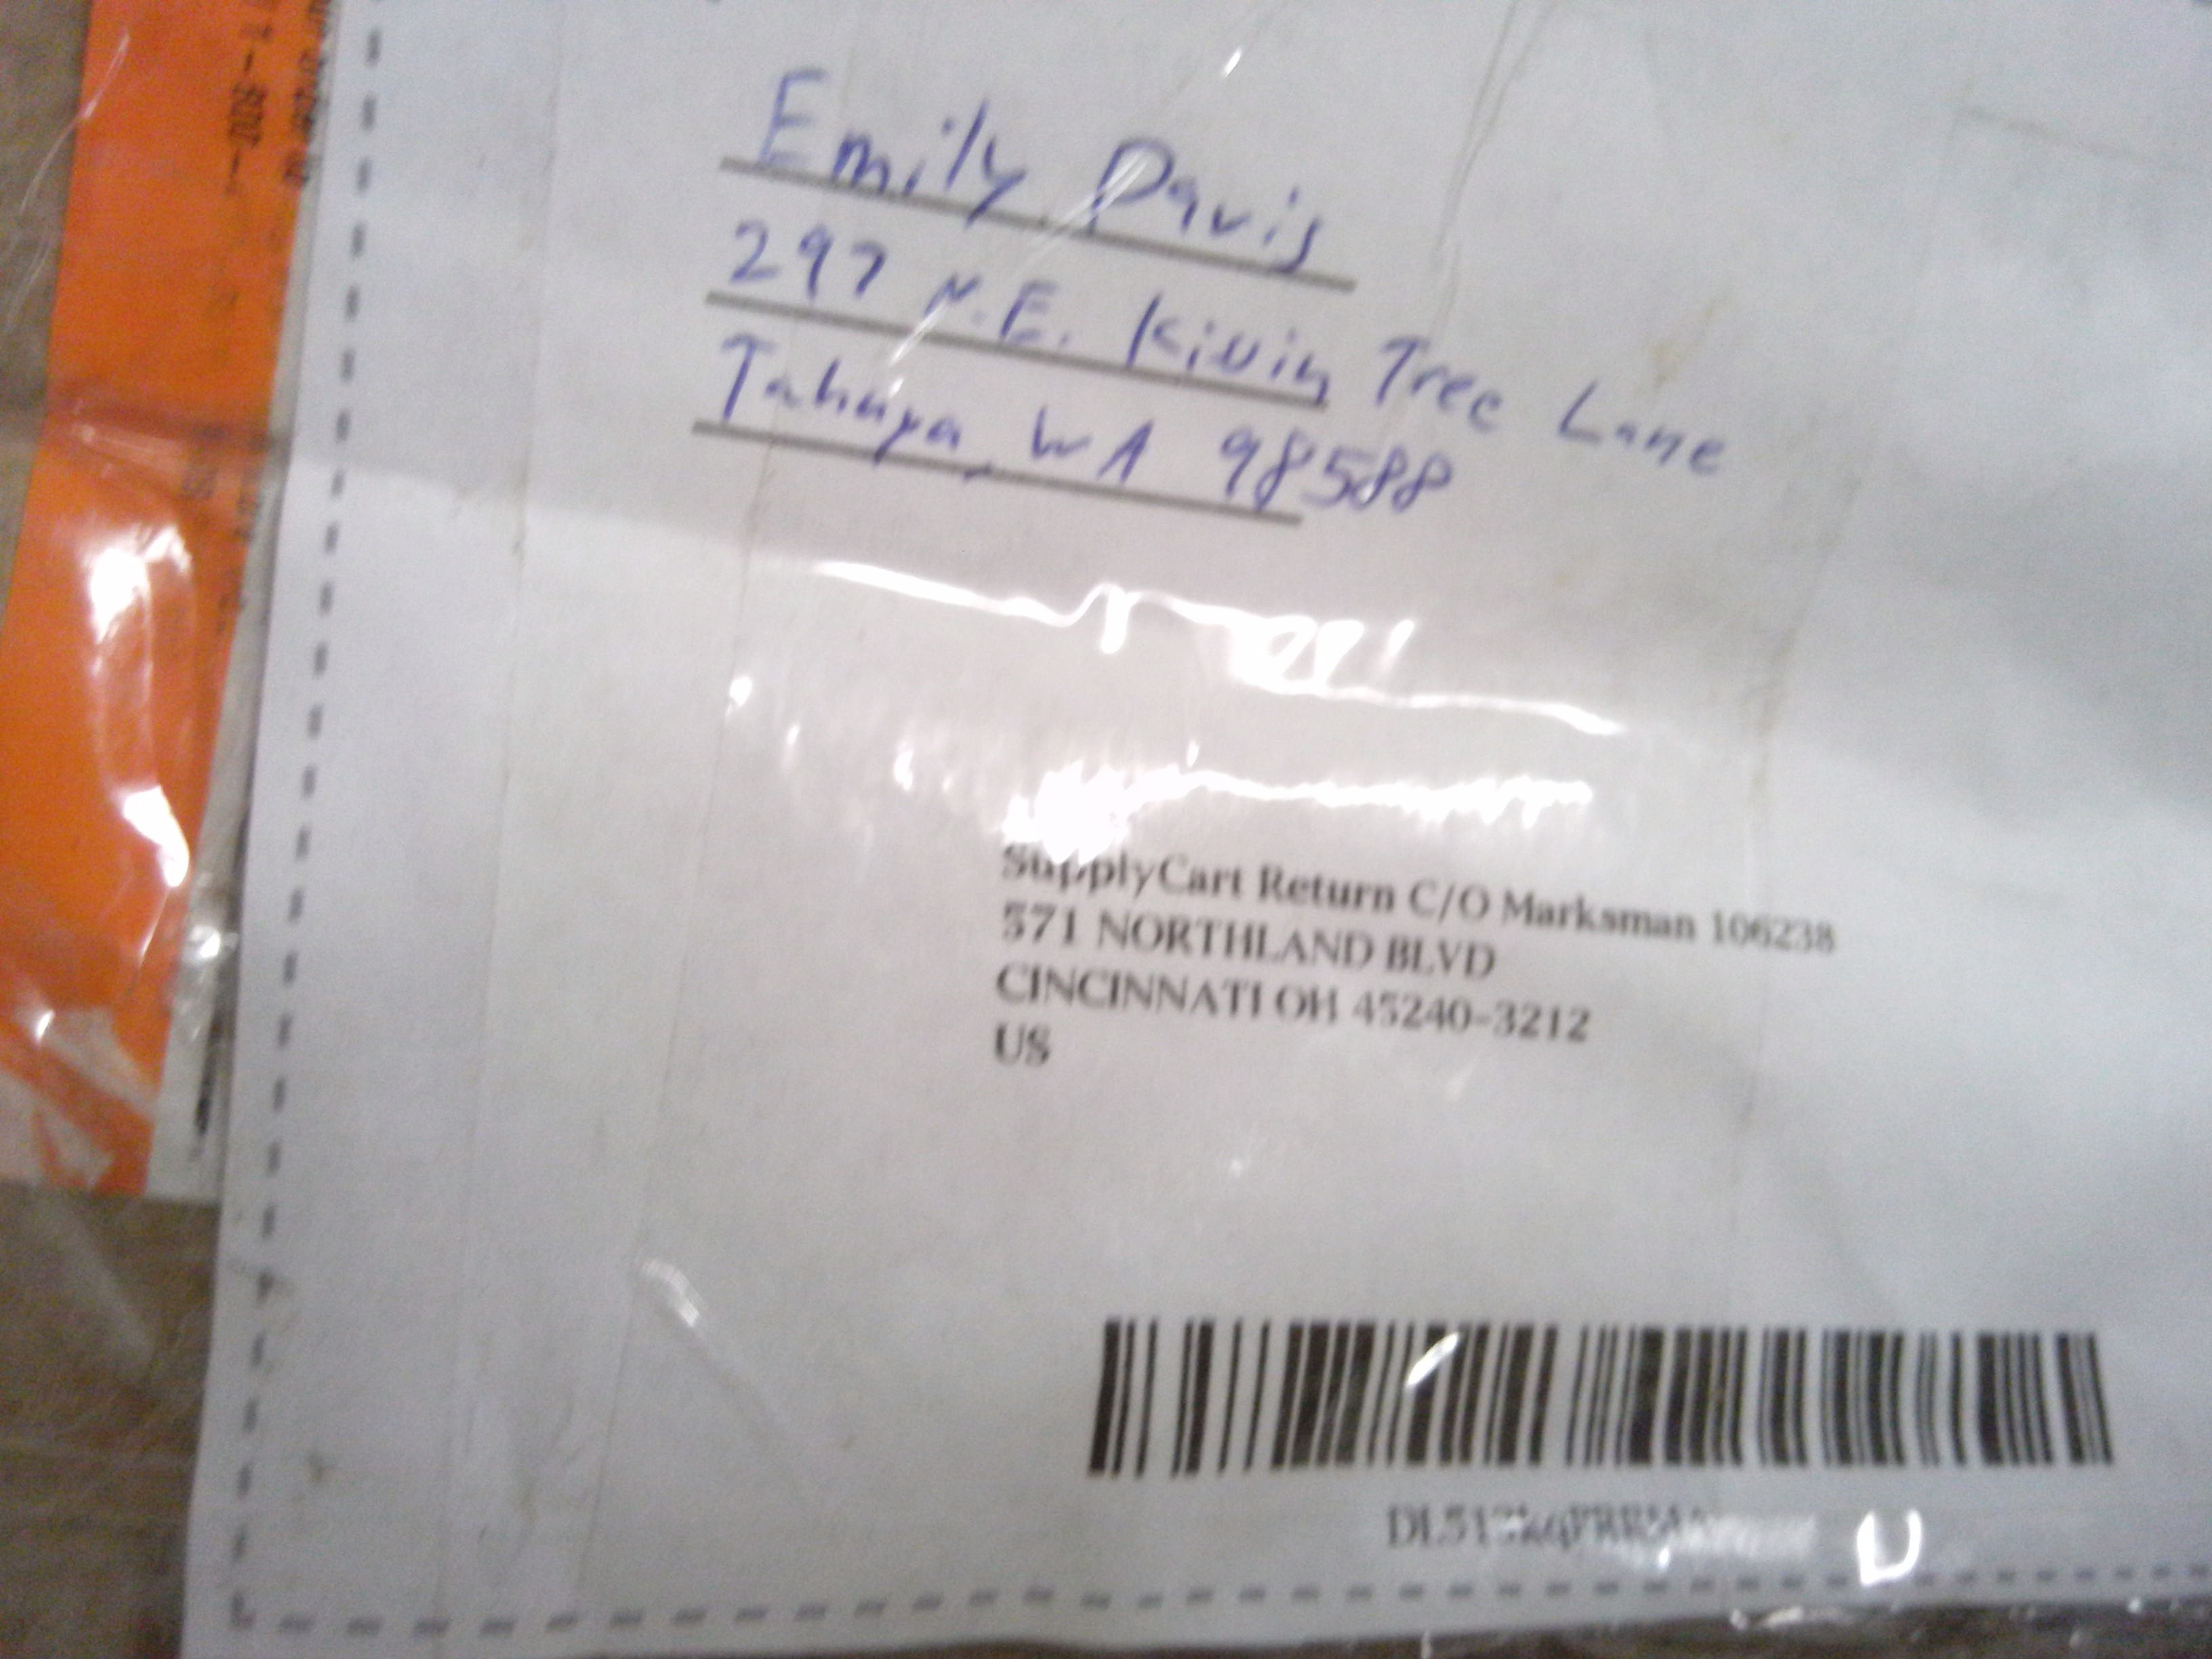 Emily Davis
297 N.E. Kivin Tree Lane
Tahuya, WA 98588
SupplyCart Return C/O Marksman 106238
571 NORTHLAND BLVD
CINCINNATI OH 45240-3212
US